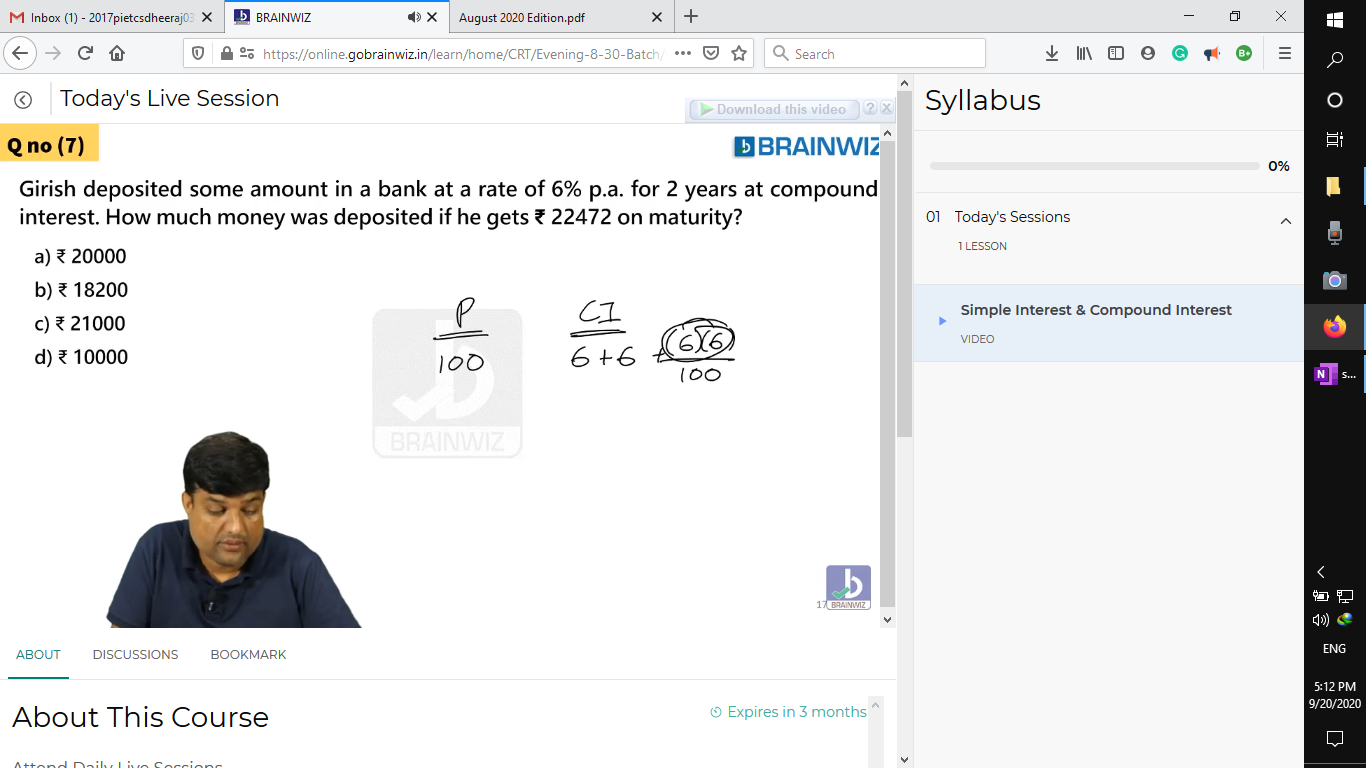 Inbox (1) - 2017pietcsdheeraj03
BRAINWIZ
August 2020 Edition.pdf
https://online.gobrainwiz.in/learn/home/CRT/Evening-8-30-Batch/
Search
Today's Live Session
Download this video
Q no (7)
BRAINWIZ
Girish deposited some amount in a bank at a rate of 6% p.a. for 2 years at compound
interest. How much money was deposited if he gets ₹ 22472 on maturity?
a) ₹ 20000
b) ₹ 18200
c) ₹ 21000
d) ₹ 10000
P
100
CI
6+6 + (6)(6)
100
BRAINWIZ
17
BRAINWIZ
ABOUT
DISCUSSIONS
BOOKMARK
About This Course
Expires in 3 months
Attend Daily Live Sessions
Syllabus
0%
01 Today's Sessions
1 LESSON
Simple Interest & Compound Interest
VIDEO
s...
ENG
5:12 PM
9/20/2020